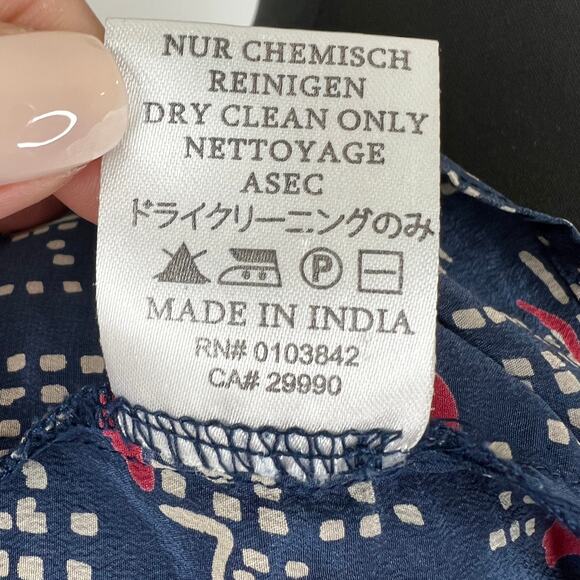 NUR CHEMISCH
REINIGEN
DRY CLEAN ONLY
NETTOYAGE
ASEC
ドライクリーニングのみ
P
MADE IN INDIA
RN# 0103842
CA# 29990